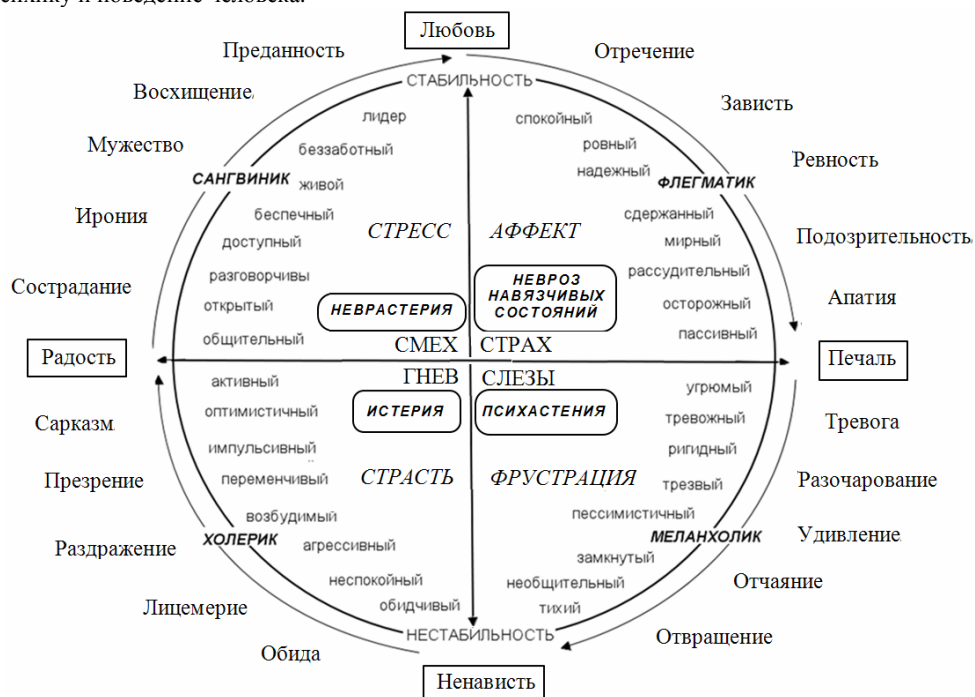 психику и поведение человека.
Любовь
Преданность
Отречение
СТАБИЛЬНОСТЬ
Восхищение
Зависть
лидер
спокойный
Мужество
беззаботный
ровный
Ревность
САНГВИНИК
живой
надежный
ФЛЕГМАТИК
Ирония
беспечный
сдержанный
СТРЕСС
АФФЕКТ
Подозрительность
доступный
мирный
Сострадание
разговорчивы
НЕВРОЗ
НАВЯЗЧИВЫХ
СОСТОЯНИЙ
рассудительный
Апатия
открытый
НЕВРАСТЕРИЯ
осторожный
общительный
пассивный
СМЕХ
СТРАХ
Радость
Печаль
ГНЕВ
СЛЕЗЫ
активный
угрюмый
Сарказм
оптимистичный
ИСТЕРИЯ
ПСИХАСТЕНИЯ
тревожный
Тревога
импульсивный
ригидный
Презрение
переменчивый
СТРАСТЬ
ФРУСТРАЦИЯ
трезвый
Разочарование
возбудимый
пессимистичный
Раздражение
ХОЛЕРИК
МЕЛАНХОЛИК
Удивление
агрессивный
замкнутый
неспокойный
необщительный
Отчаяние
Лицемерие
обидчивый
тихий
НЕСТАБИЛЬНОСТЬ
Отвращение
Обида
Ненависть